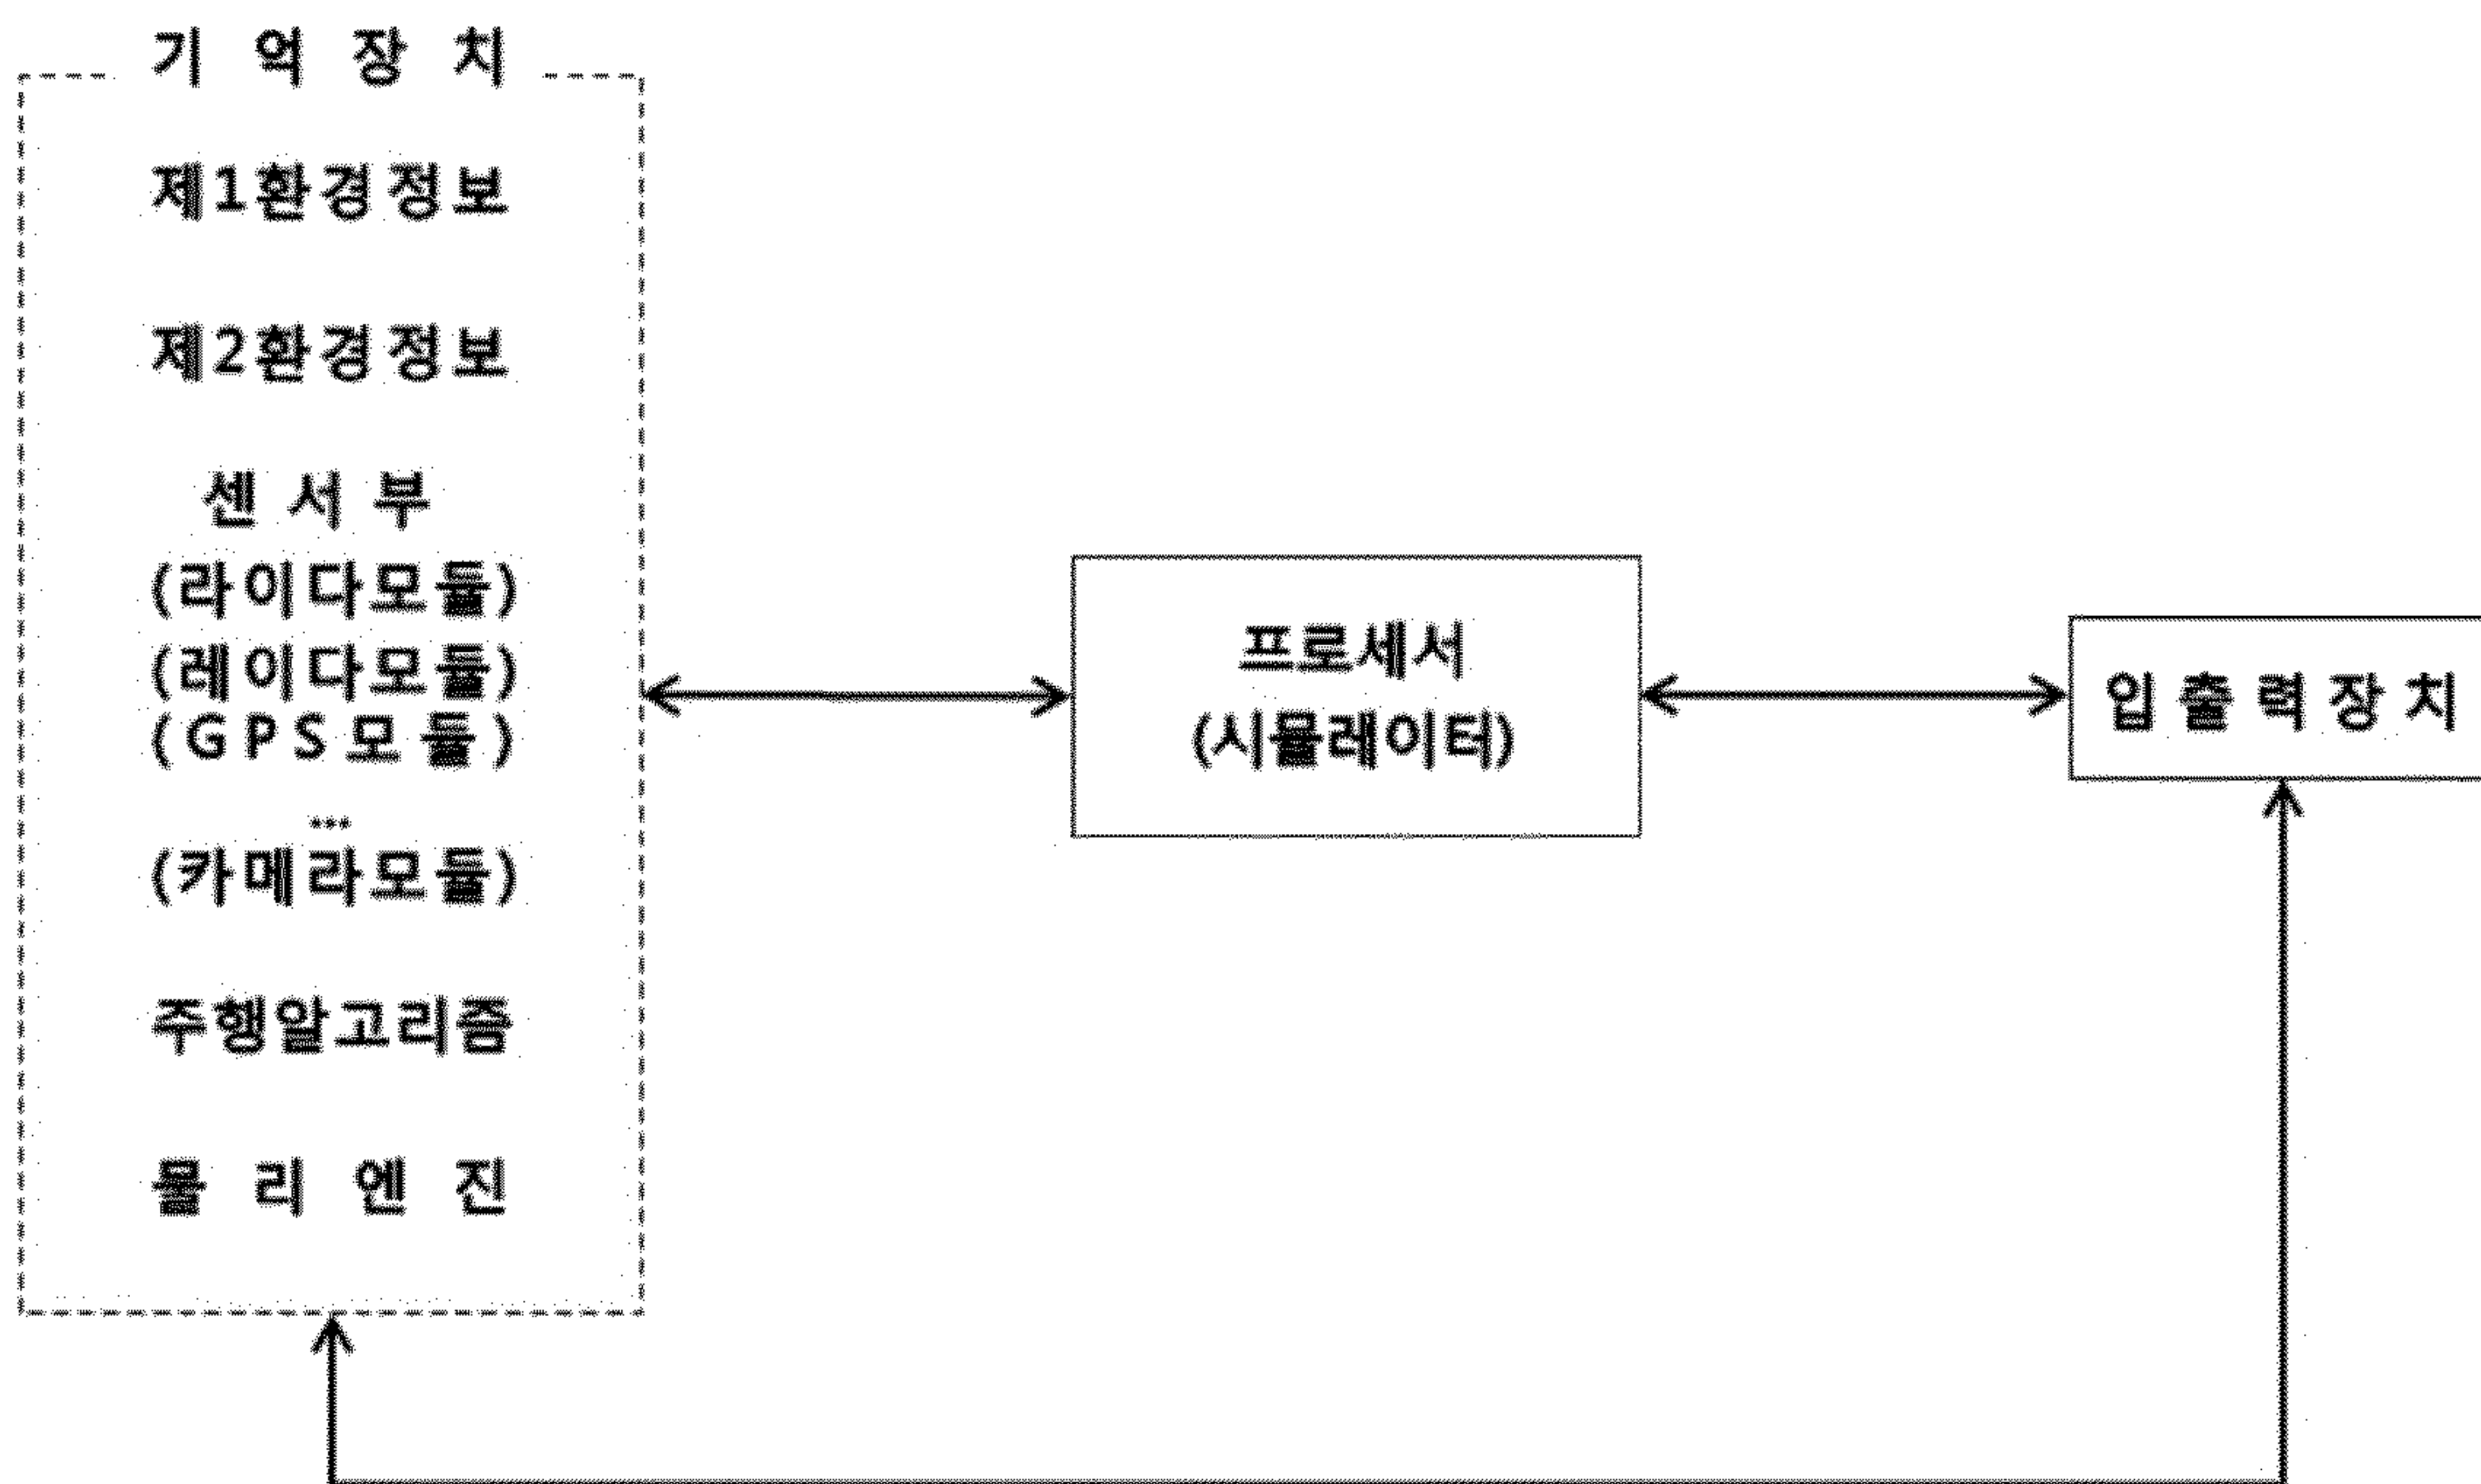 기 억 장 치
제1환경정보
제2환경정보
센 서 부
(라이다모듈)
(레이다모듈)
(GPS모듈)
...
(카메라모듈)
주행알고리즘
물 리 엔 진
프로세서
(시뮬레이터)
입출력장치